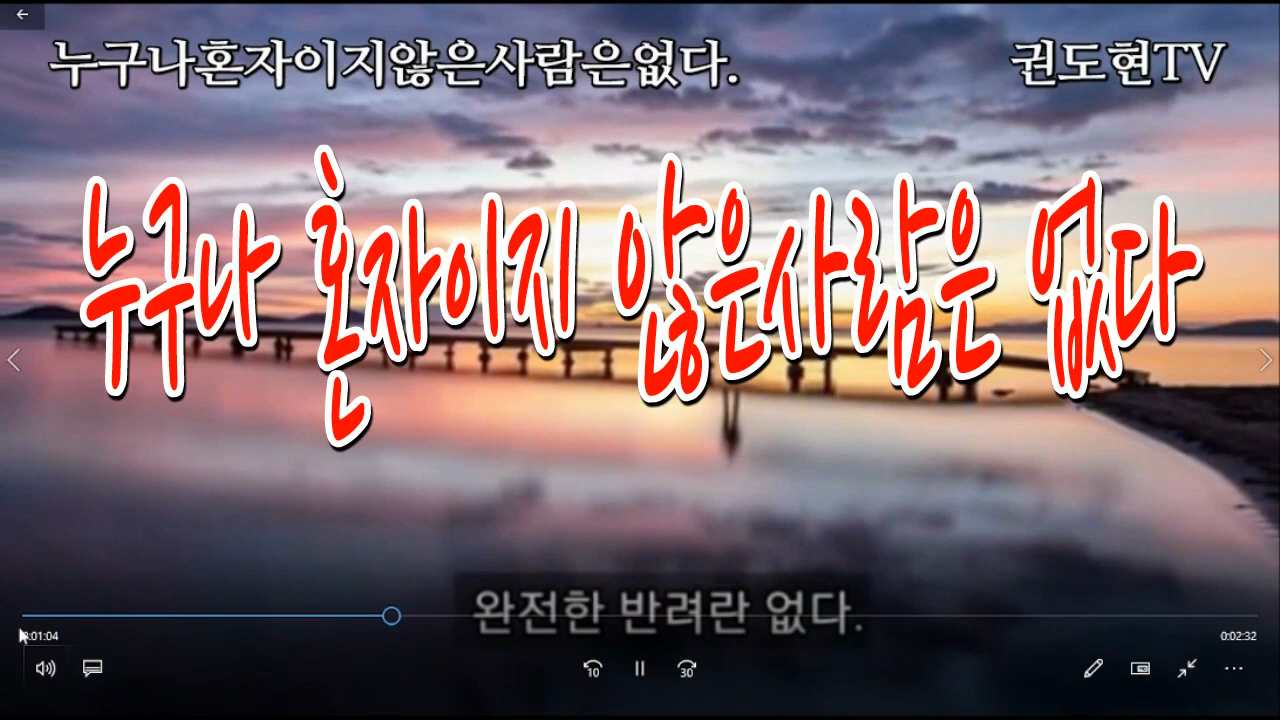 누구나혼자이지않은사람은없다. 권도현TV
누구나 혼자이지 않은사람은 없다
완전한 반려란 없다.
0:01:04 0:02:32
10 30